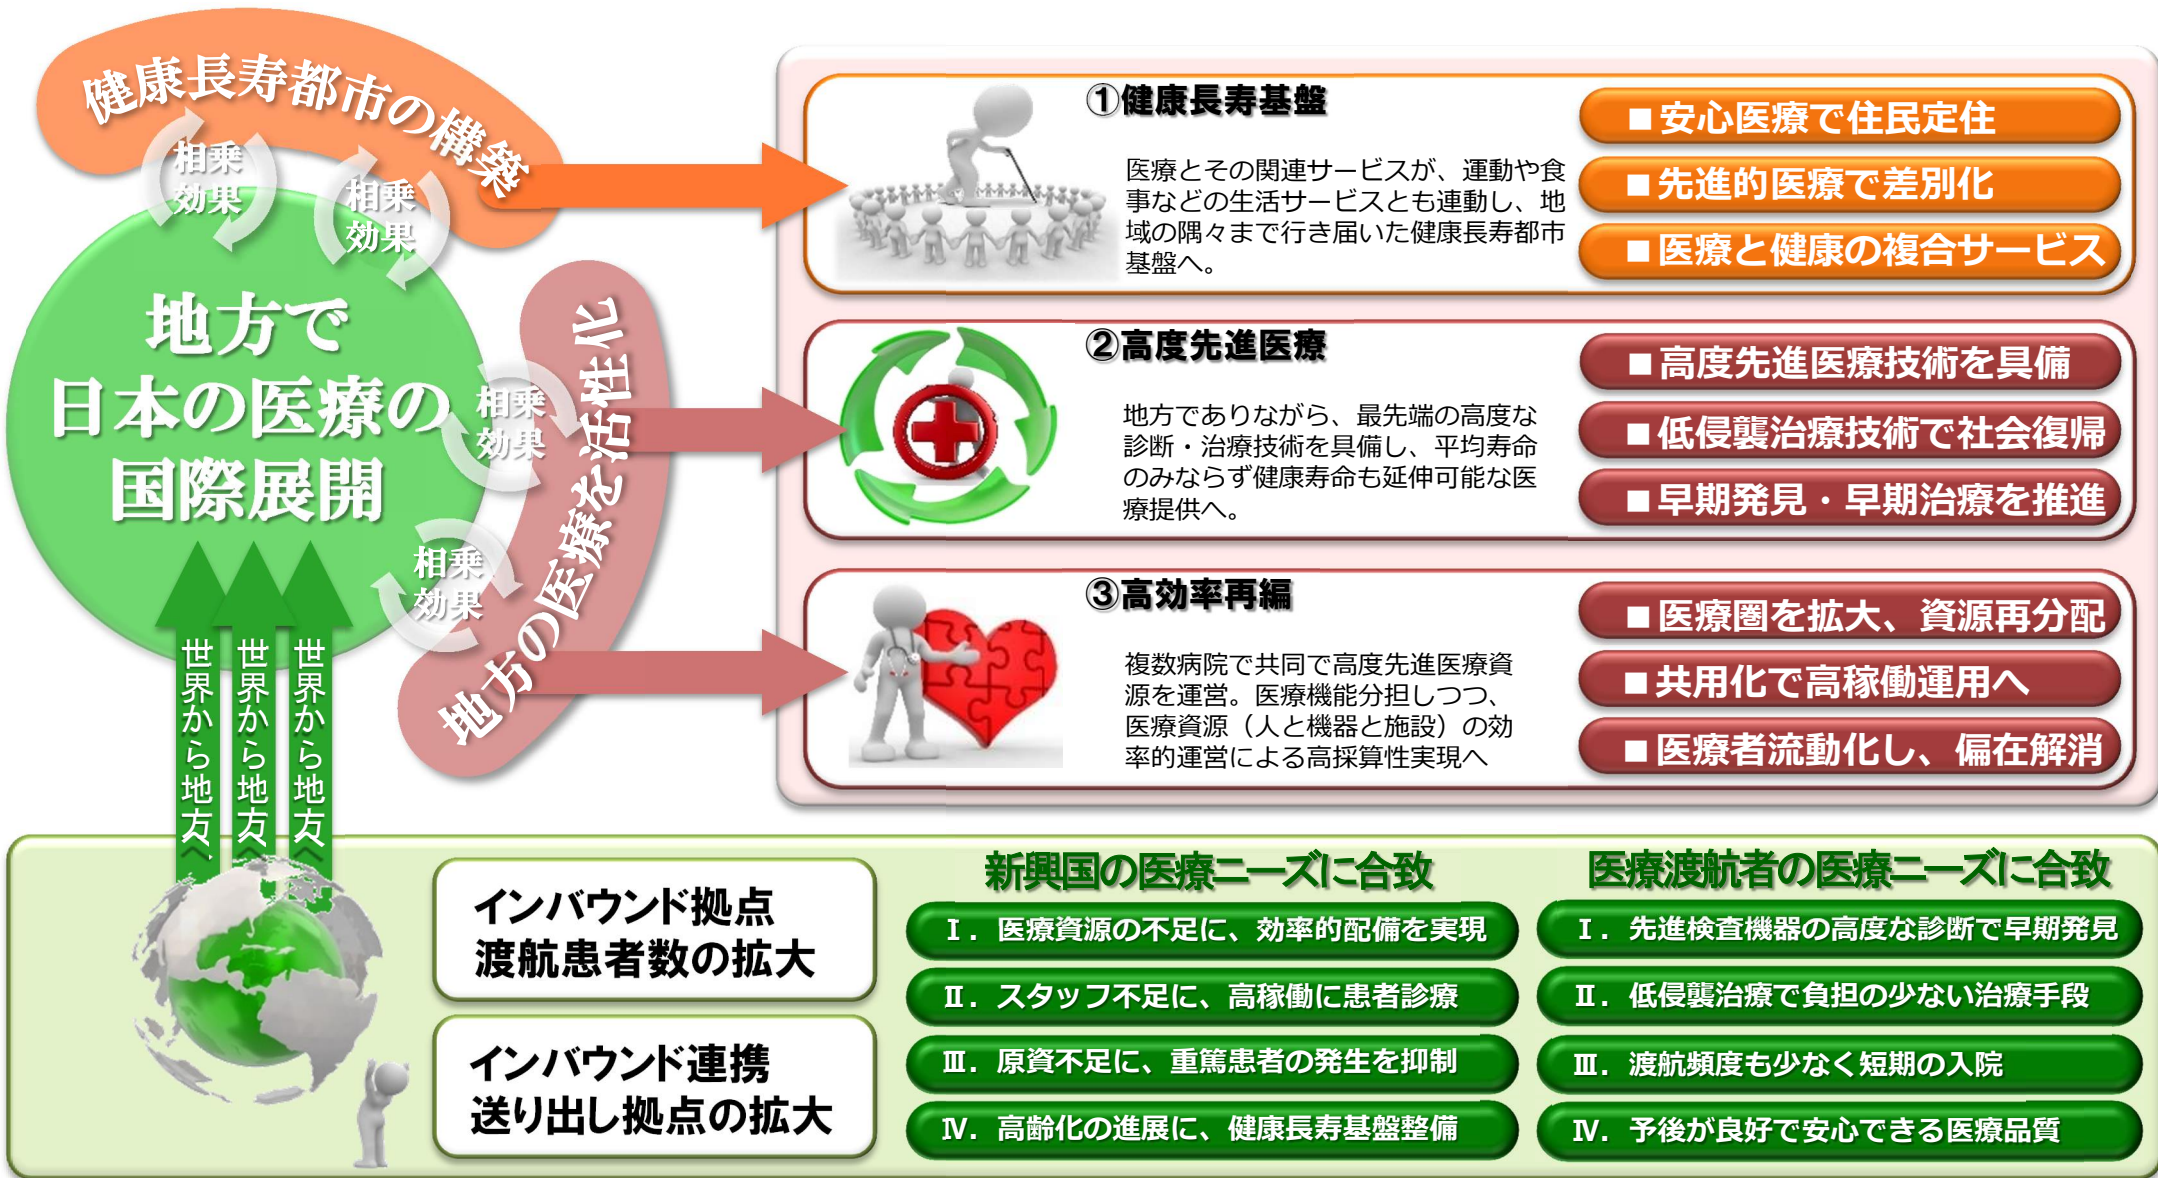 健康長寿都市の構築
相乗
効果
相乗
効果
地方で
日本の医療の
国際展開
相乗
効果
相乗
効果
地方の医療を活性化
世界から地方へ
世界から地方へ
世界から地方へ
①健康長寿基盤
医療とその関連サービスが、運動や食
事などの生活サービスとも連動し、地
域の隅々まで行き届いた健康長寿都市
基盤へ。
■安心医療で住民定住
■先進的医療で差別化
■医療と健康の複合サービス
②高度先進医療
地方でありながら、最先端の高度な
診断・治療技術を具備し、平均寿命
のみならず健康寿命も延伸可能な医
療提供へ。
■高度先進医療技術を具備
■低侵襲治療技術で社会復帰
■早期発見・早期治療を推進
③高効率再編
複数病院で共同で高度先進医療資
源を運営。医療機能分担しつつ、
医療資源（人と機器と施設）の効
率的運営による高採算性実現へ
■医療圏を拡大、資源再分配
■共用化で高稼働運用へ
■医療者流動化し、偏在解消
インバウンド拠点
渡航患者数の拡大
インバウンド連携
送り出し拠点の拡大
新興国の医療ニーズに合致
Ⅰ．医療資源の不足に、効率的配備を実現
Ⅱ．スタッフ不足に、高稼働に患者診療
Ⅲ．原資不足に、重篤患者の発生を抑制
Ⅳ．高齢化の進展に、健康長寿基盤整備
医療渡航者の医療ニーズに合致
Ⅰ．先進検査機器の高度な診断で早期発見
Ⅱ．低侵襲治療で負担の少ない治療手段
Ⅲ．渡航頻度も少なく短期の入院
Ⅳ．予後が良好で安心できる医療品質